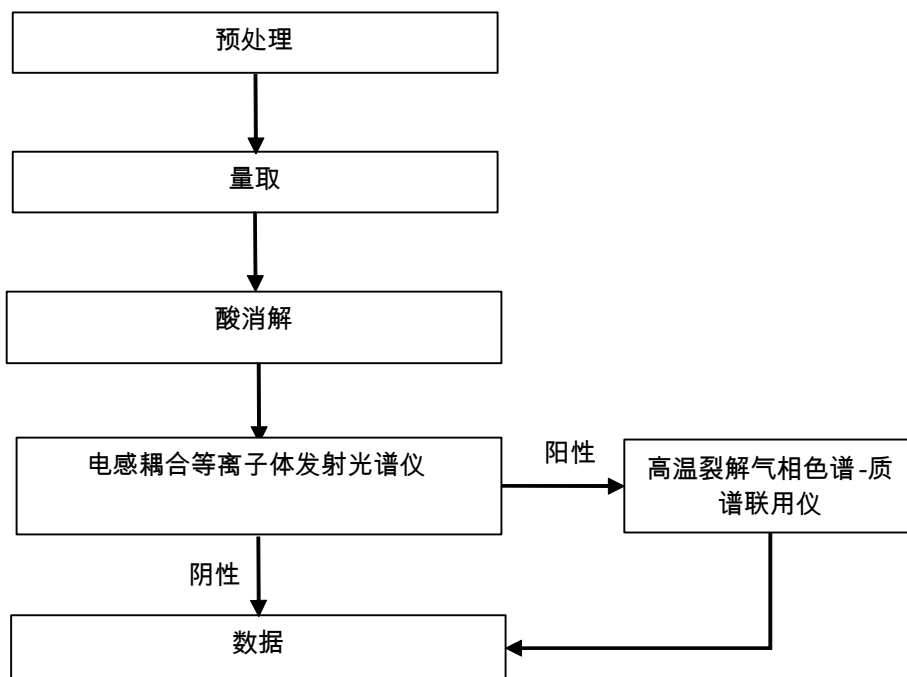 预处理
量取
酸消解
电感耦合等离子体发射光谱仪
阳性
高温裂解气相色谱-质
谱联用仪
阴性
数据